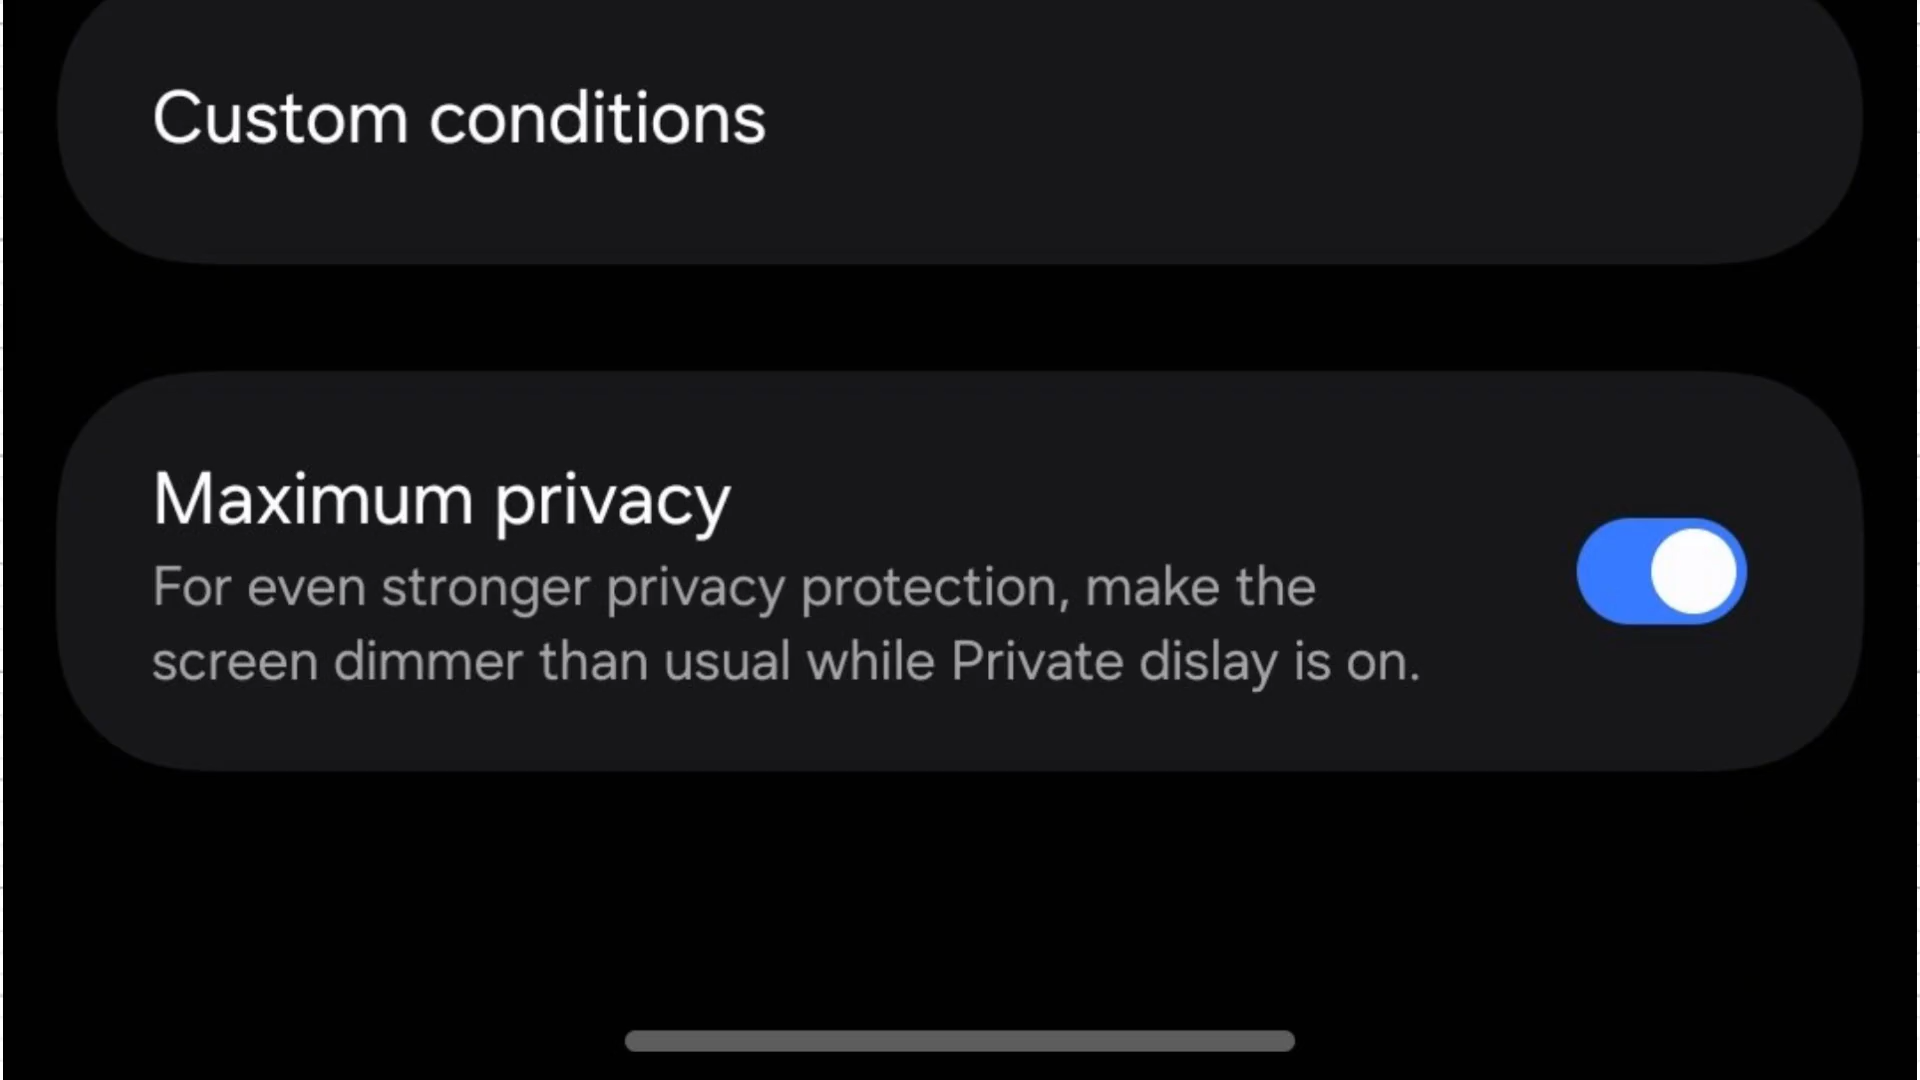 Custom conditions
Maximum privacy
For even stronger privacy protection, make the
screen dimmer than usual while Private dislay is on.